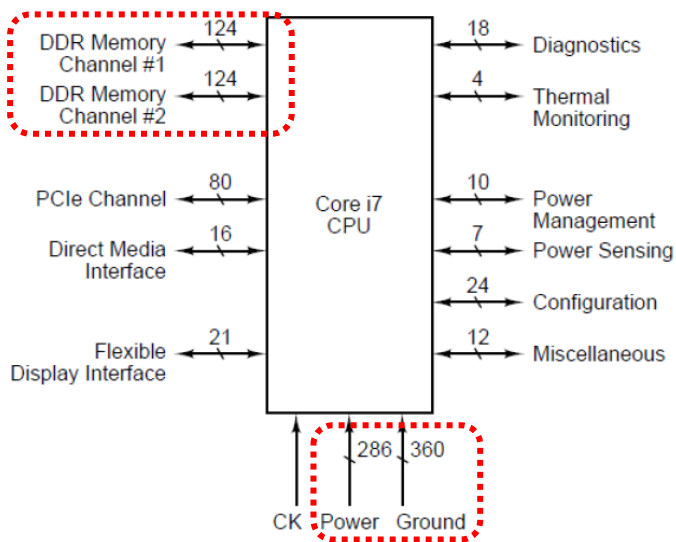 124
DDR Memory
Channel #1
124
DDR Memory
Channel #2
80
PCIe Channel
16
Direct Media
Interface
21
Flexible
Display Interface
Core i7
CPU
18
Diagnostics
4
Thermal
Monitoring
10
Power
Management
7
Power Sensing
24
Configuration
12
Miscellaneous
286
360
CK
Power
Ground